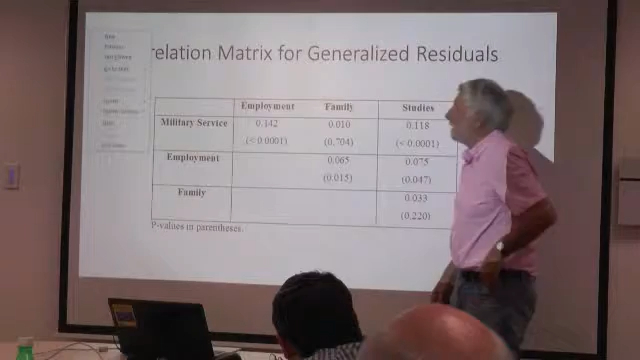 relation Matrix for Generalized Residuals
Employment Family Studies
Military Service 0.142 0.010 0.118
(< 0.0001) (0.704) (< 0.0001)
Employment 0.065 0.075
(0.015) (0.047)
Family 0.033
(0.220)
P-values in parentheses.